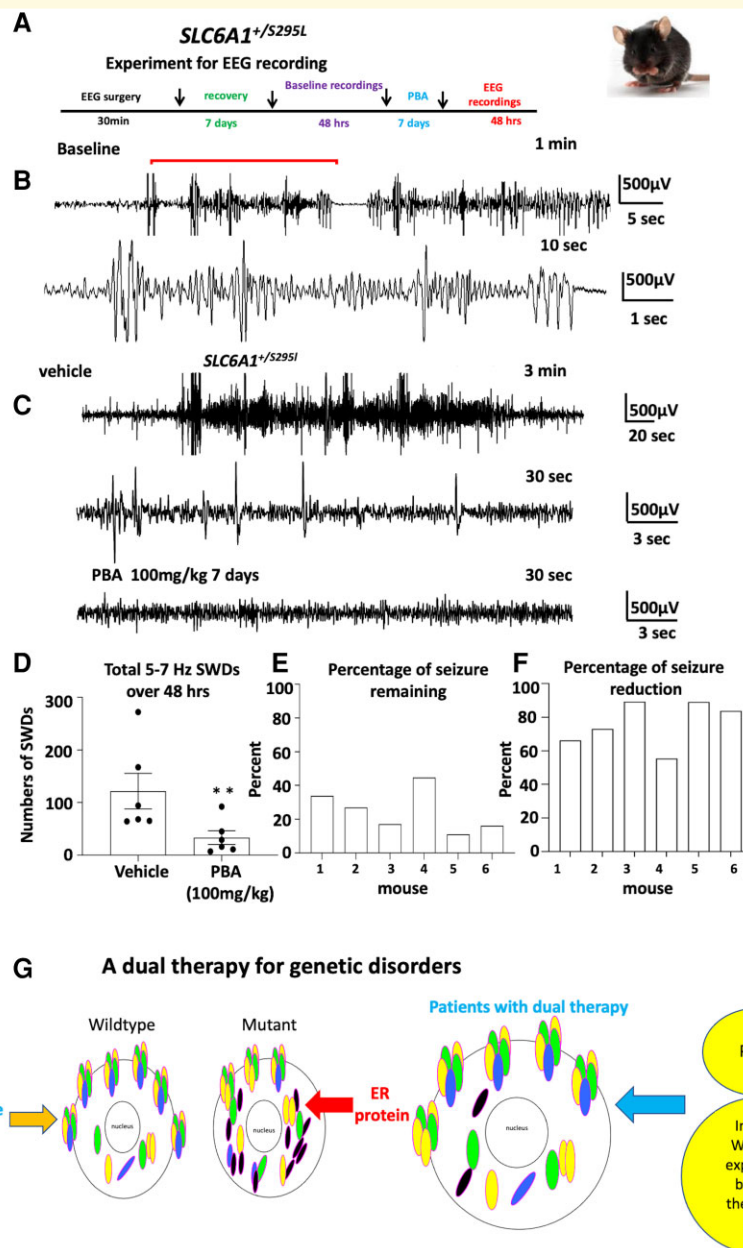 A
SLC6A1+/S295L
Experiment for EEG recording
EEG surgery
recovery
Baseline recordings
PBA
EEG
recordings
30min
7 days
48 hrs
7 days
48 hrs
Baseline
1 min
B
500µV
5 sec
10 sec
500µV
1 sec
vehicle
SLC6A1+/S295l
3 min
C
500µV
20 sec
30 sec
500µV
3 sec
PBA 100mg/kg 7 days
30 sec
500µV
3 sec
D
Total 5-7 Hz SWDs
over 48 hrs
Numbers of SWDs
300
200
100
0
**
Vehicle
PBA
(100mg/kg)
E
Percentage of seizure
remaining
Percent
100
80
60
40
20
0
1 2 3 4 5 6
mouse
F
Percentage of seizure
reduction
Percent
100
80
60
40
20
0
1 2 3 4 5 6
mouse
G
A dual therapy for genetic disorders
Wildtype
Mutant
Patients with dual therapy
nucleus
nucleus
nucleus
ER
protein